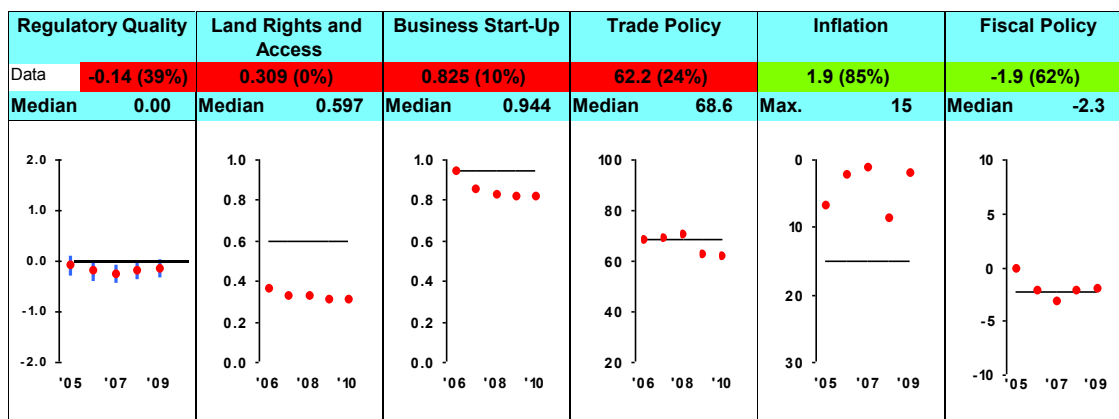 Regulatory Quality
Land Rights and
Access
Business Start-Up
Trade Policy
Inflation
Fiscal Policy
Data -0.14 (39%)
0.309 (0%)
0.825 (10%)
62.2 (24%)
1.9 (85%)
-1.9 (62%)
Median 0.00
Median 0.597
Median 0.944
Median 68.6
Max. 15
Median -2.3
2.0
1.0
0.0
-1.0
-2.0
'05 '07 '09
1.0
0.8
0.6
0.4
0.2
0.0
'06 '08 '10
1.0
0.8
0.6
0.4
0.2
0.0
'06 '08 '10
100
80
60
40
20
'06 '08 '10
0
10
20
30
'05 '07 '09
10
5
0
-5
-10
'05 '07 '09